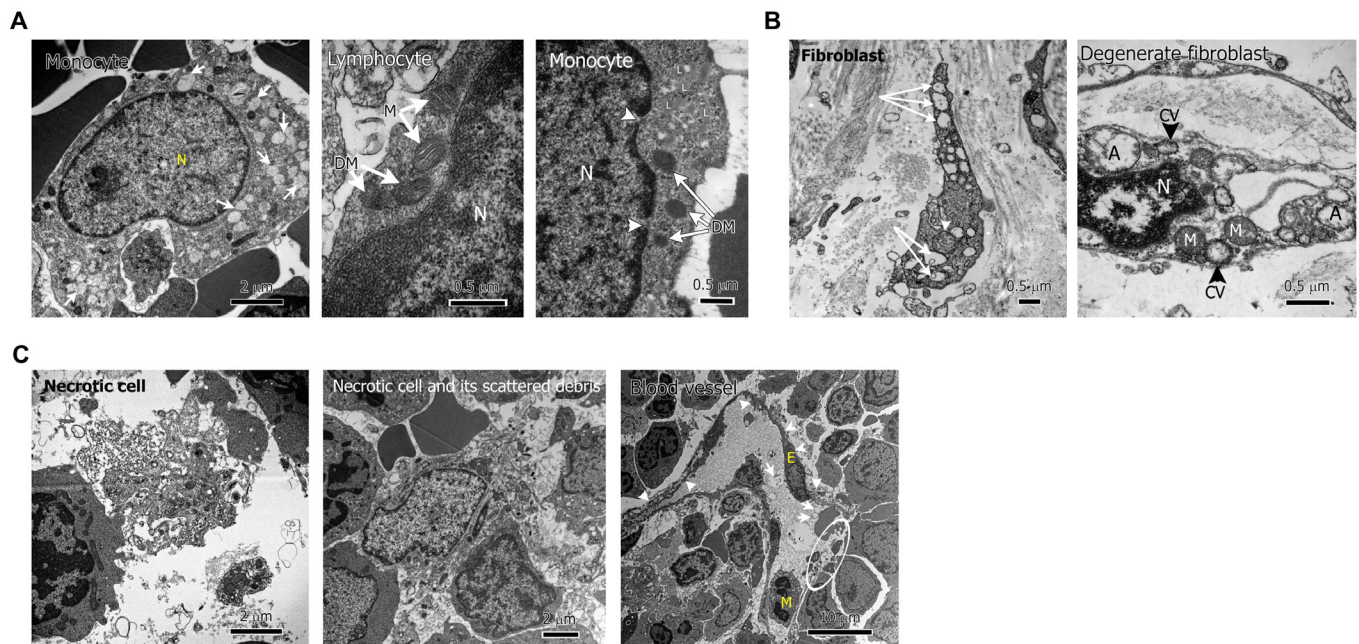 A
Monocyte
N
2 µm
Lymphocyte
M
DM
N
0.5 µm
Monocyte
L
L
L
L
L
N
DM
0.5 µm
B
Fibroblast
0.5 µm
Degenerate fibroblast
CV
A
N
A
M
M
CV
0.5 µm
C
Necrotic cell
2 µm
Necrotic cell and its scattered debris
2 µm
Blood vessel
E
M
10 µm